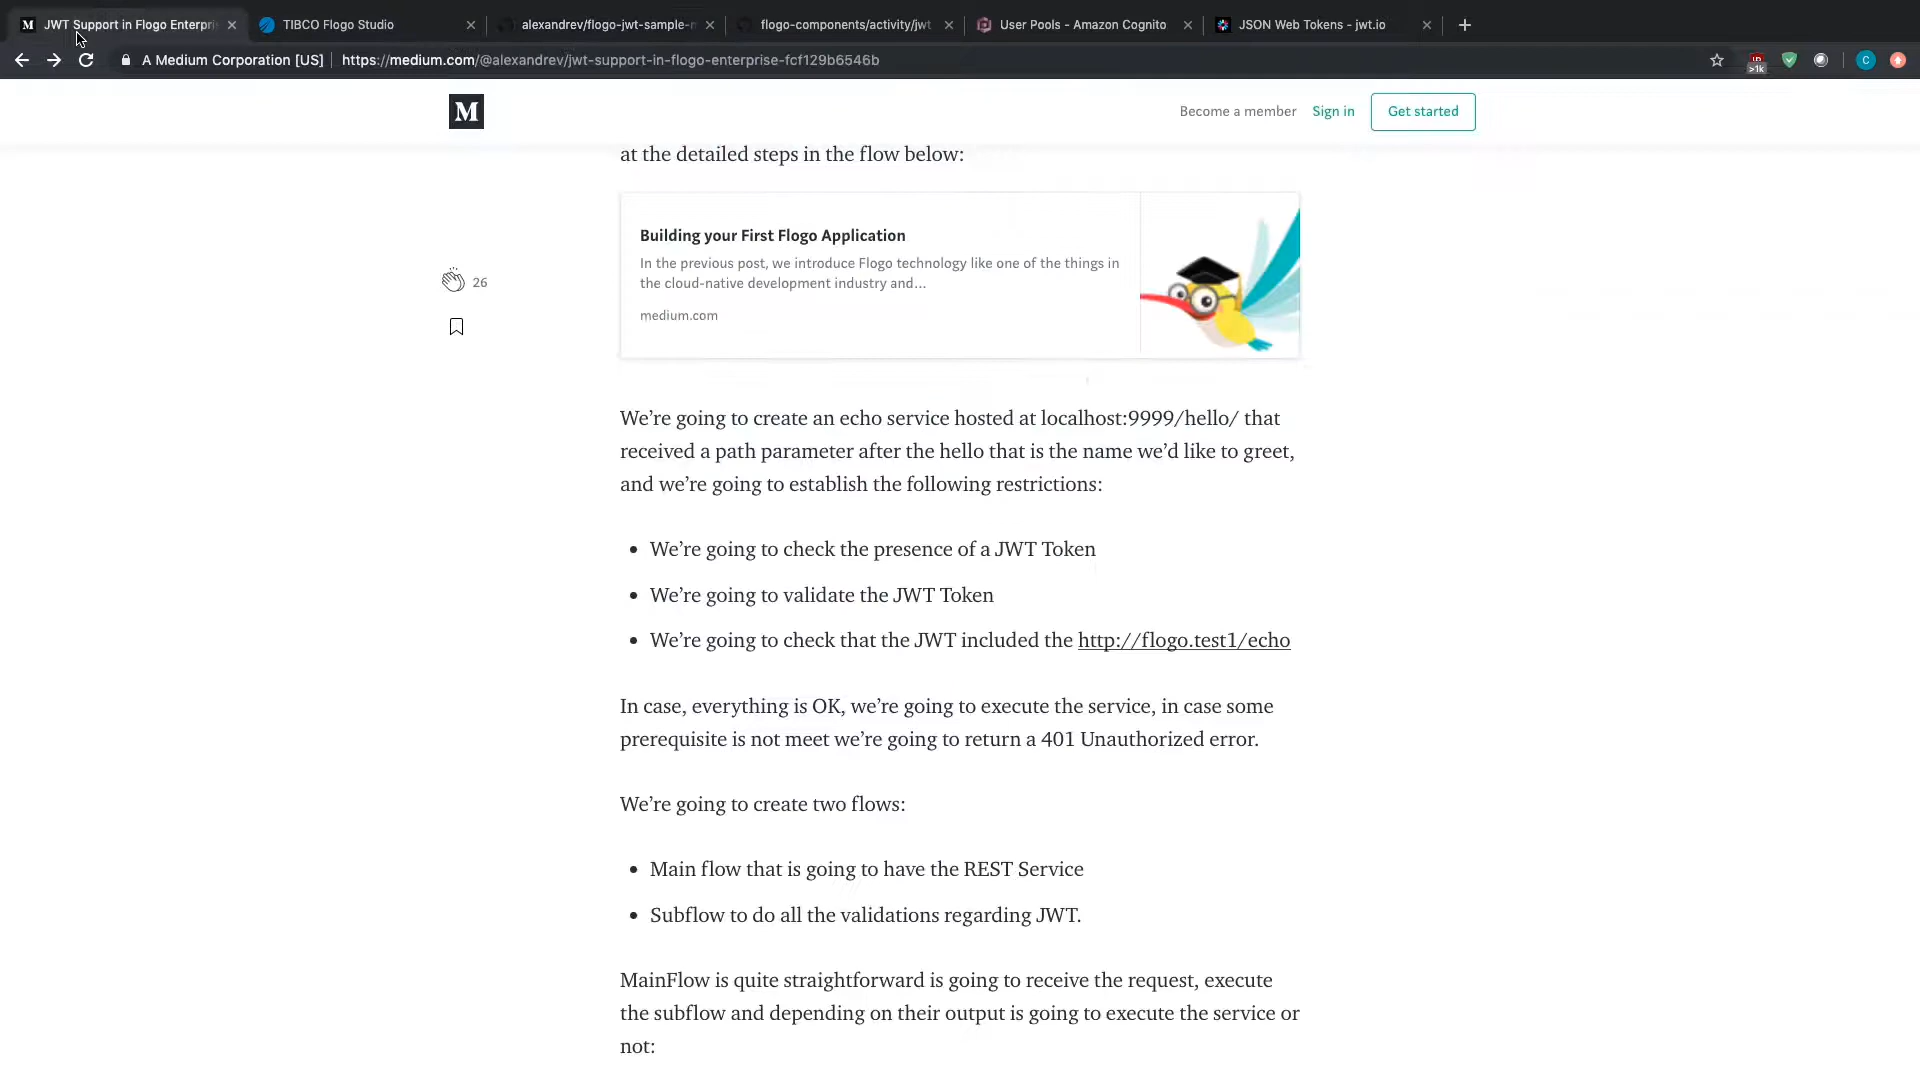 M JWT Support in Flogo Enterpri
TIBCO Flogo Studio
alexandrev/flogo-jwt-sample-
flogo-components/activity/jwt
User Pools - Amazon Cognito
JSON Web Tokens - jwt.io
A Medium Corporation [US]
https://medium.com/@alexandrev/jwt-support-in-flogo-enterprise-fcf129b6546b
>1k
C
M
Become a member
Sign in
Get started
at the detailed steps in the flow below:
Building your First Flogo Application
In the previous post, we introduce Flogo technology like one of the things in
the cloud-native development industry and…
medium.com
26
We’re going to create an echo service hosted at localhost:9999/hello/ that
received a path parameter after the hello that is the name we’d like to greet,
and we’re going to establish the following restrictions:
• We’re going to check the presence of a JWT Token
• We’re going to validate the JWT Token
• We’re going to check that the JWT included the http://flogo.test1/echo
In case, everything is OK, we’re going to execute the service, in case some
prerequisite is not meet we’re going to return a 401 Unauthorized error.
We’re going to create two flows:
• Main flow that is going to have the REST Service
• Subflow to do all the validations regarding JWT.
MainFlow is quite straightforward is going to receive the request, execute
the subflow and depending on their output is going to execute the service or
not: